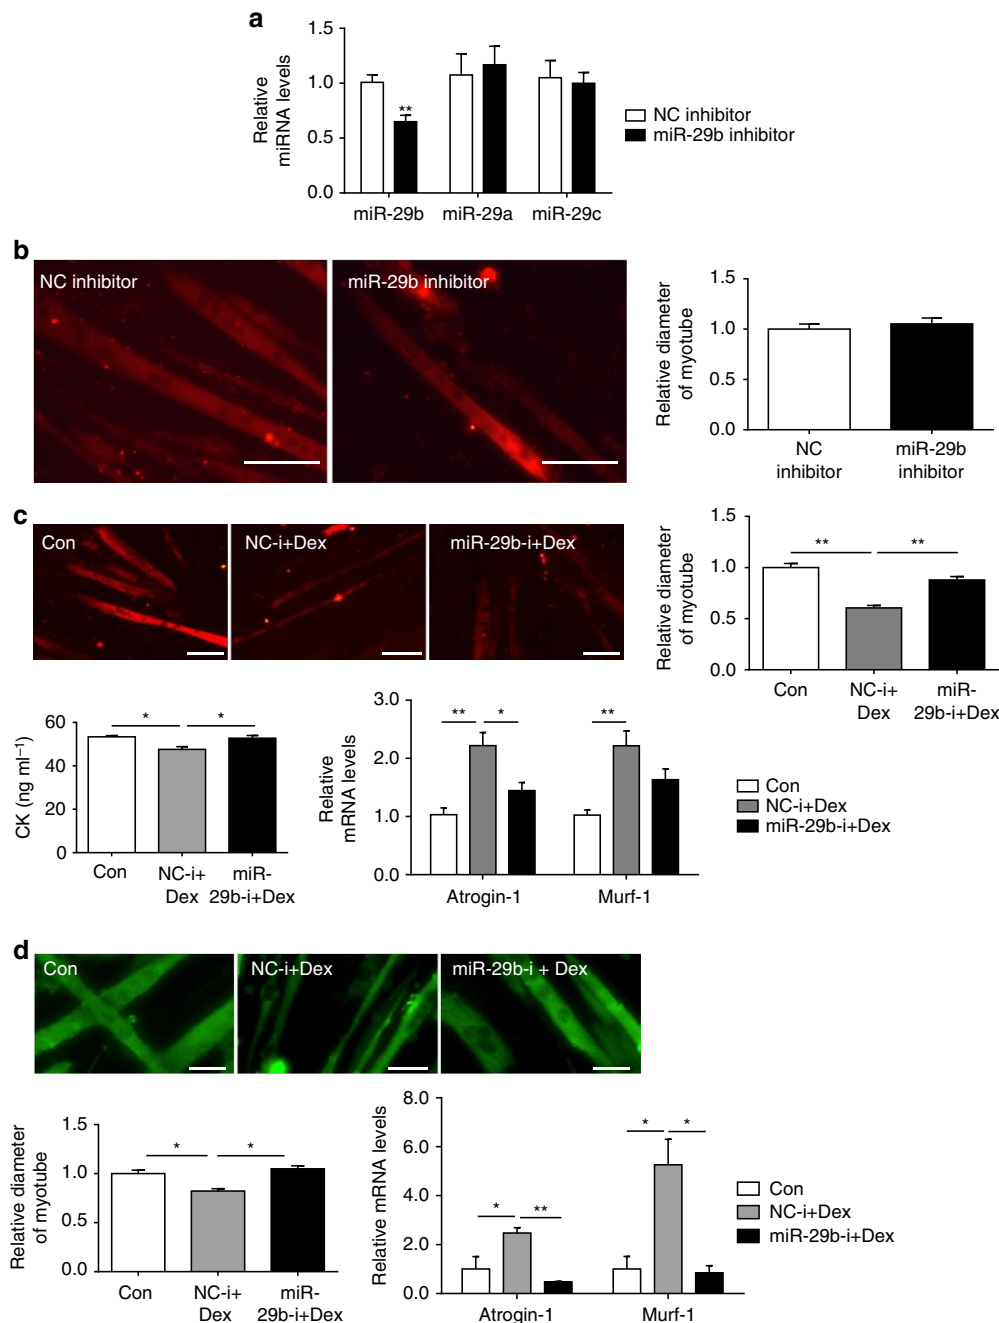 a
1.5
1.0
0.5
0.0
Relative
miRNA levels
**
miR-29b
miR-29a
miR-29c
NC inhibitor
miR-29b inhibitor
b
NC inhibitor
miR-29b inhibitor
1.5
1.0
0.5
0.0
Relative diameter
of myotube
NC
inhibitor
miR-29b
inhibitor
c
Con
NC-i+Dex
miR-29b-i+Dex
1.5
1.0
0.5
0.0
Relative diameter
of myotube
**
**
Con
NC-i+
Dex
miR-
29b-i+Dex
60
40
20
0
CK (ng ml⁻¹)
*
*
Con
NC-i+
Dex
miR-
29b-i+Dex
3.0
2.0
1.0
0.0
Relative
mRNA levels
**
*
**
Atrogin-1
Murf-1
Con
NC-i+Dex
miR-29b-i+Dex
d
Con
NC-i+Dex
miR-29b-i + Dex
1.5
1.0
0.5
0.0
Relative diameter
of myotube
*
*
Con
NC-i+
Dex
miR-
29b-i+Dex
8.0
6.0
4.0
2.0
0.0
Relative mRNA levels
*
**
*
*
Atrogin-1
Murf-1
Con
NC-i+Dex
miR-29b-i+Dex